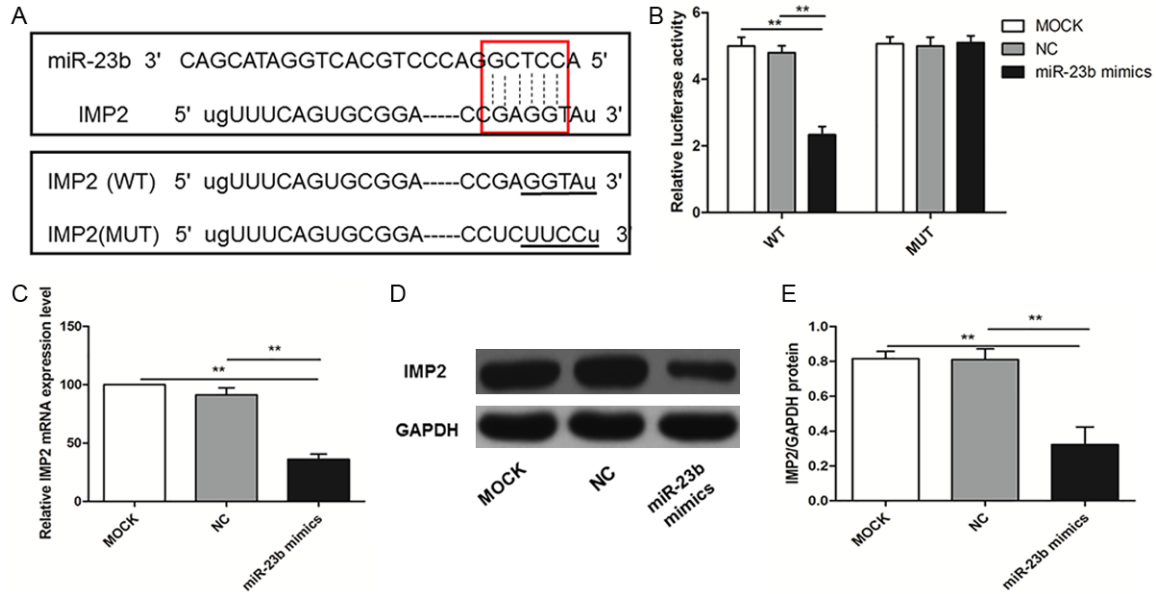 A
miR-23b 3' CAGCATAGGTCACGTCCCAGGCTCCA 5'
IMP2 5' ugUUUCAGUGCGGA-----CCGAGGTAu 3'
IMP2 (WT) 5' ugUUUCAGUGCGGA-----CCGAGGTAu 3'
IMP2(MUT) 5' ugUUUCAGUGCGGA-----CCUCUUCCu 3'
B
Relative luciferase activity
6
4
2
0
**
**
WT
MUT
MOCK
NC
miR-23b mimics
C
Relative IMP2 mRNA expression level
150
100
50
0
**
**
MOCK
NC
miR-23b mimics
D
IMP2
GAPDH
MOCK
NC
miR-23b
mimics
E
IMP2/GAPDH protein
1.0
0.8
0.6
0.4
0.2
0.0
**
**
MOCK
NC
miR-23b mimics